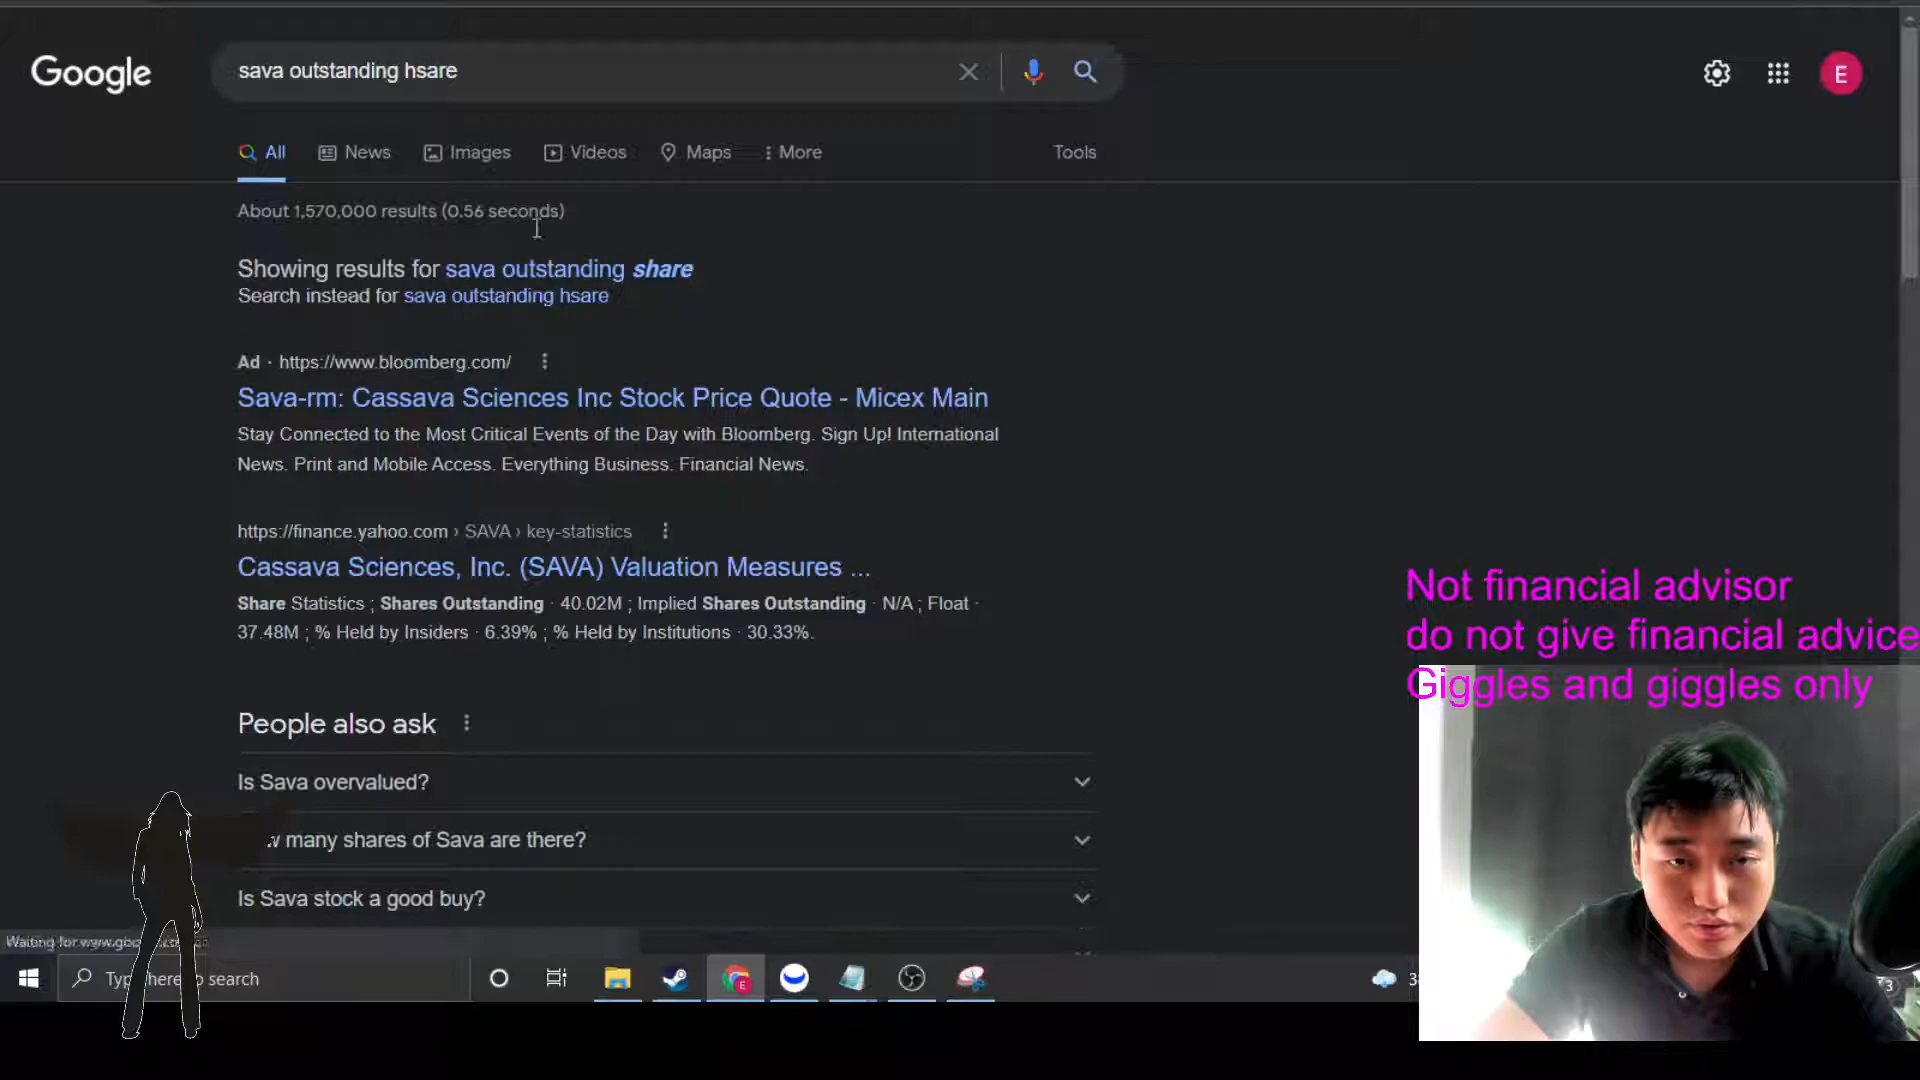 Google
sava outstanding hsare
E
All
News
Images
Videos
Maps
More
Tools
About 1,570,000 results (0.56 seconds)
Showing results for sava outstanding share
Search instead for sava outstanding hsare
Ad · https://www.bloomberg.com/
Sava-rm: Cassava Sciences Inc Stock Price Quote - Micex Main
Stay Connected to the Most Critical Events of the Day with Bloomberg. Sign Up! International
News. Print and Mobile Access. Everything Business. Financial News.
https://finance.yahoo.com › SAVA › key-statistics
Cassava Sciences, Inc. (SAVA) Valuation Measures ...
Share Statistics ; Shares Outstanding · 40.02M ; Implied Shares Outstanding · N/A ; Float ·
37.48M ; % Held by Insiders · 6.39% ; % Held by Institutions · 30.33%.
Not financial advisor
do not give financial advice
Giggles and giggles only
People also ask
Is Sava overvalued?
many shares of Sava are there?
Is Sava stock a good buy?
Waiting for
Type here to search
E